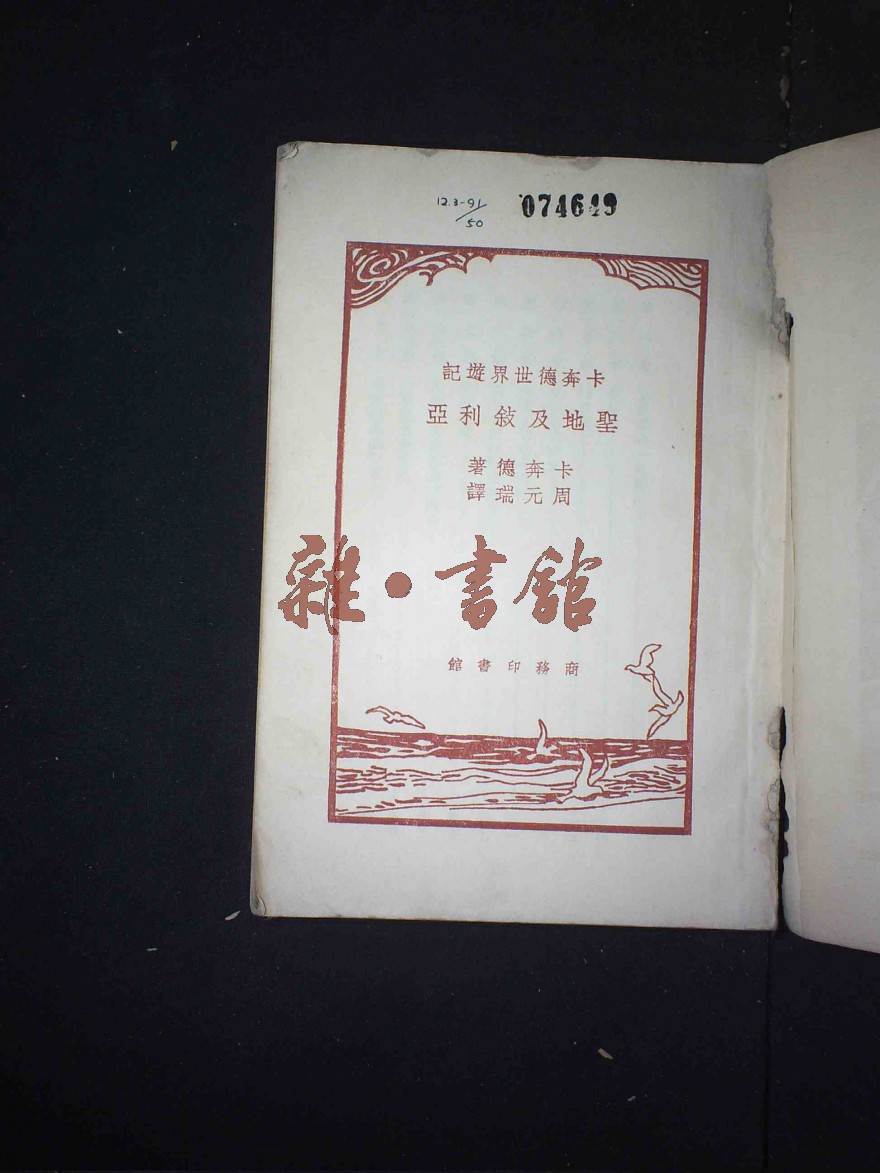 12.3-91/50
074649
卡奔德世界遊記
聖地及敍利亞
卡奔德著
周元瑞譯
雜·書館
商務印書館